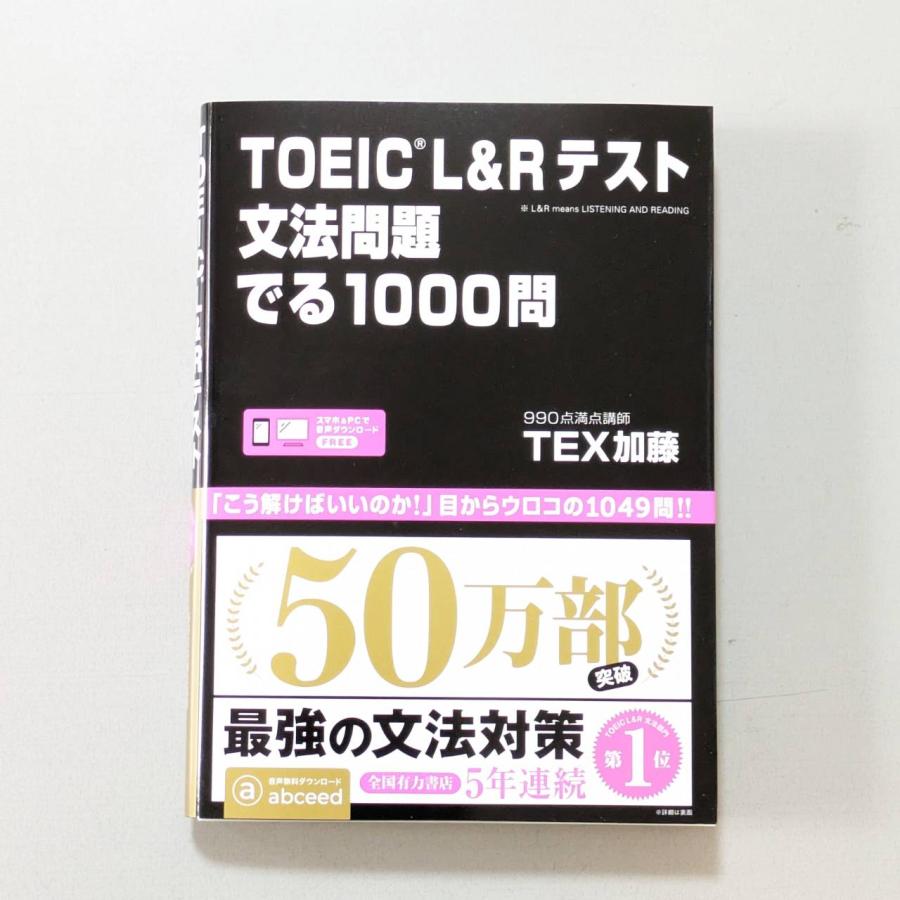 TOEIC® L&Rテスト
※ L&R means LISTENING AND READING
文法問題
でる1000問
スマホ&PCで
音声ダウンロード
FREE
990点満点講師
TEX加藤
「こう解けばいいのか!」目からウロコの1049問!!
50万部
突破
最強の文法対策
TOEIC L&R 文法部門
第1位
音声無料ダウンロード
abceed
全国有力書店
5年連続
※詳細は裏面
TOEIC L&Rテスト